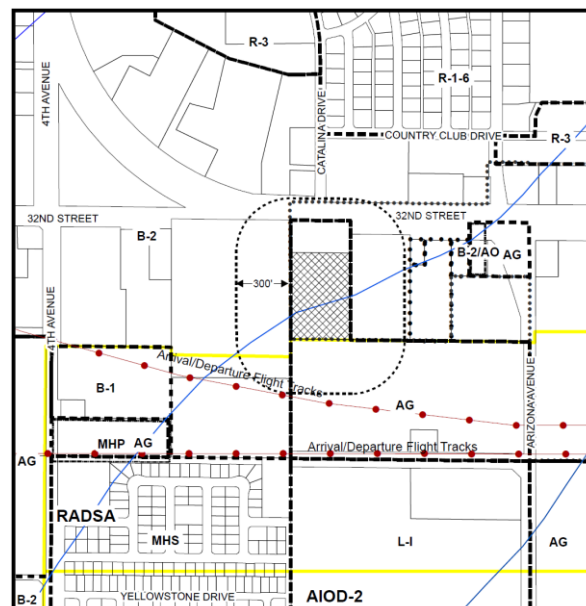 R-3
R-1-6
4TH AVENUE
CATALINA DRIVE
COUNTRY CLUB DRIVE
R-3
32ND STREET
32ND STREET
B-2
B-2/AO
AG
300'
4TH AVENUE
Arrival/Departure Flight Tracks
B-1
AG
ARIZONA AVENUE
MHP
AG
Arrival/Departure Flight Tracks
AG
RADSA
MHS
L-I
AG
B-2
YELLOWSTONE DRIVE
AIOD-2